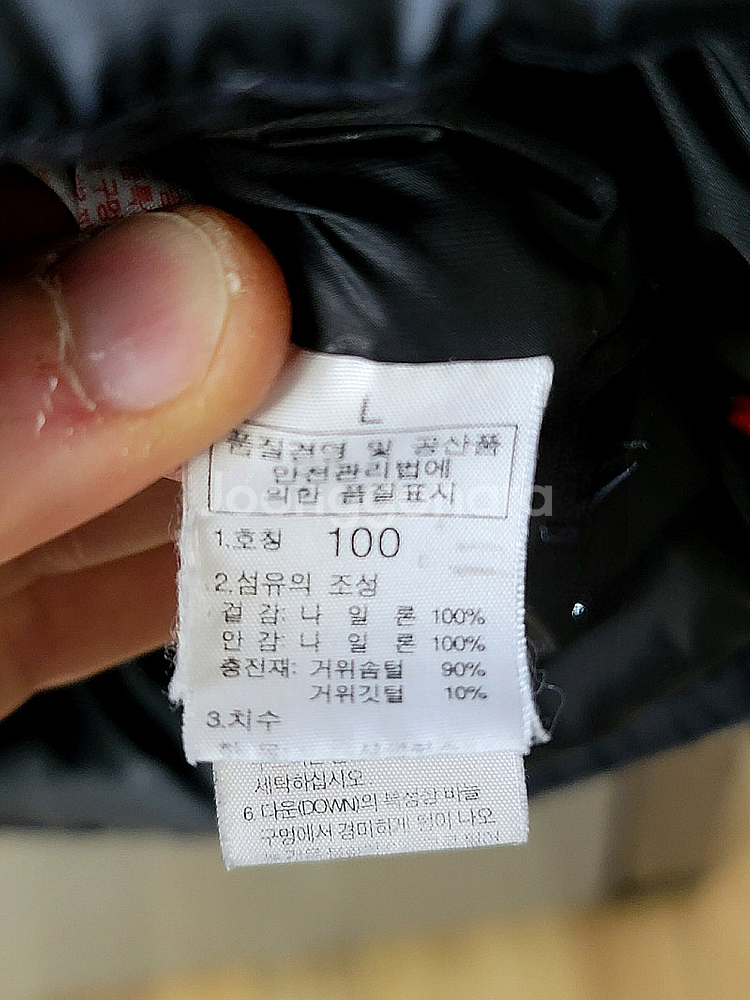 L
품질경영 및 공산품
안전관리법에
의한 품질표시
Joonggonara
1.호칭 100
2.섬유의 조성
겉 감: 나 일 론 100%
안 감: 나 일 론 100%
충전재: 거위솜털 90%
거위깃털 10%
3.치수
세탁하십시오
6. 다운(DOWN)의 특성상 바늘
구멍에서 경미하게 털이 나오